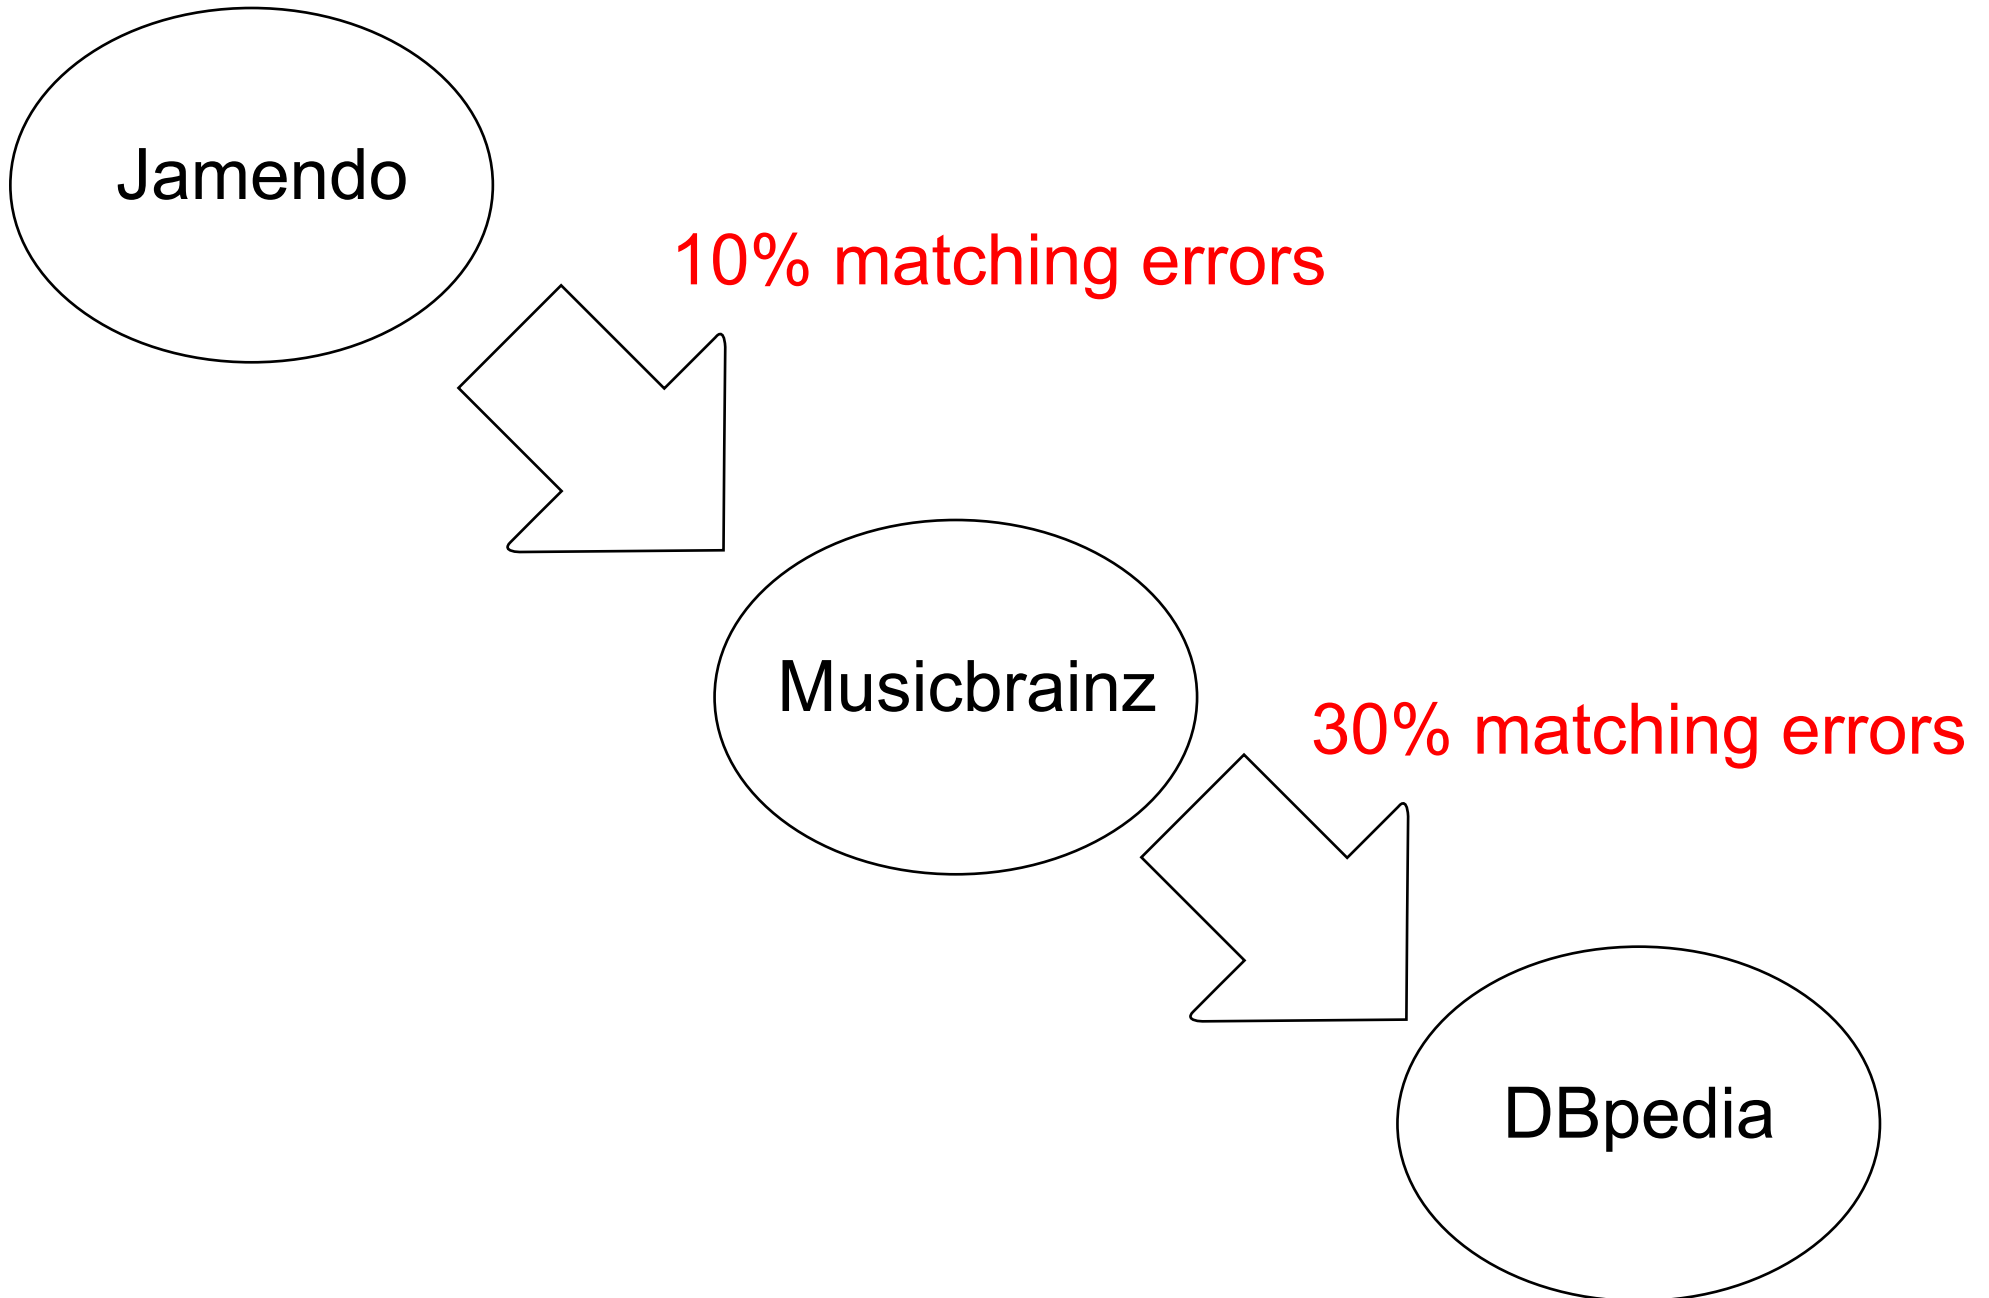 Jamendo
10% matching errors
Musicbrainz
30% matching errors
DBpedia